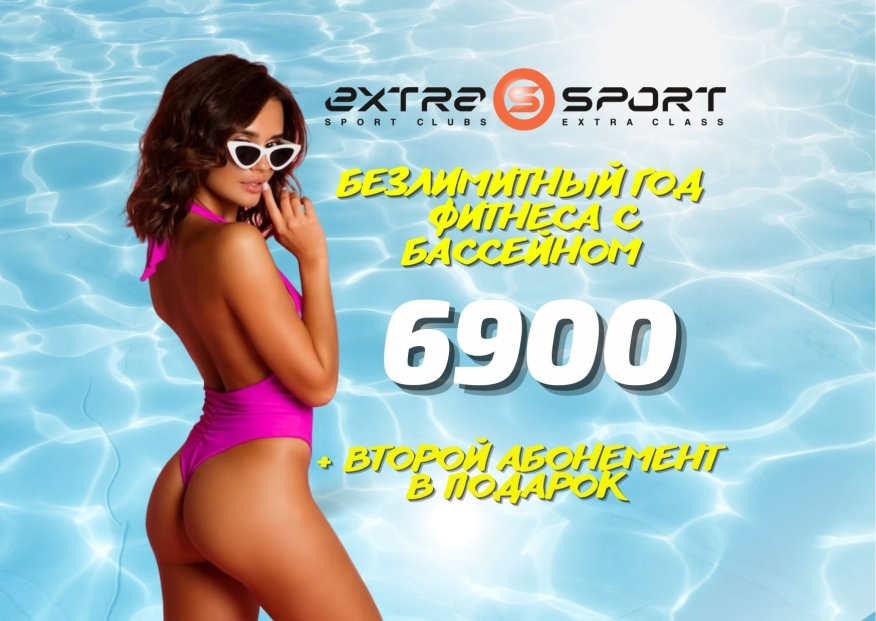 EXTRA S SPORT
SPORT CLUBS EXTRA CLASS
БЕЗЛИМИТНЫЙ ГОД
ФИТНЕСА С
БАССЕЙНОМ
6900
+ ВТОРОЙ АБОНЕМЕНТ
В ПОДАРОК